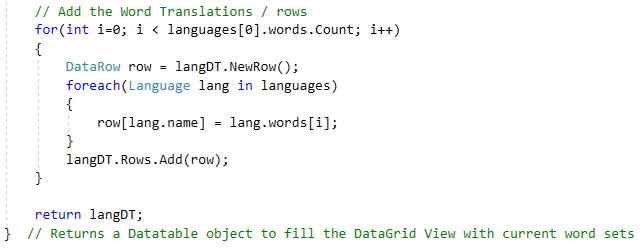 // Add the Word Translations / rows
for(int i=0; i < languages[0].words.Count; i++)
{
DataRow row = langDT.NewRow();
foreach(Language lang in languages)
{
row[lang.name] = lang.words[i];
}
langDT.Rows.Add(row);
}
return langDT;
} // Returns a Datatable object to fill the DataGrid View with current word sets